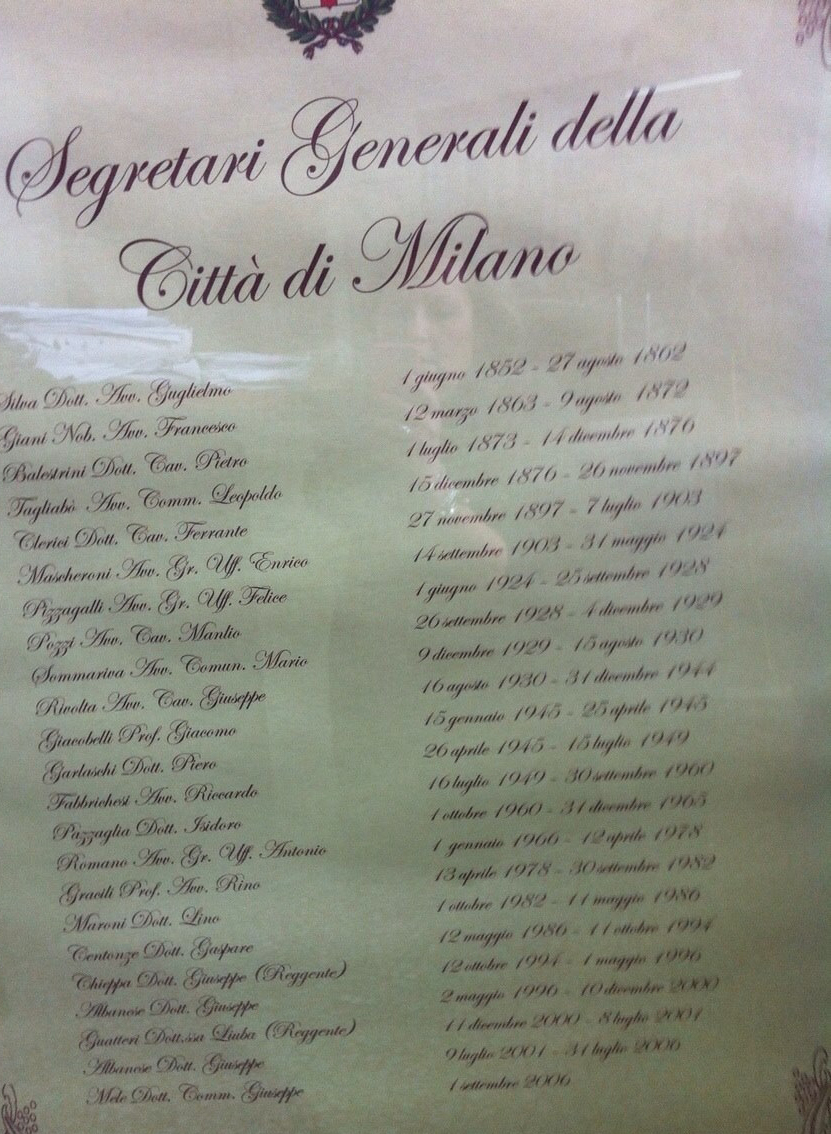 Segretari Generali della
Città di Milano
Silva Dott. Avv. Guglielmo 1 giugno 1852 - 27 agosto 1862
Giani Nob. Avv. Francesco 12 marzo 1863 - 9 agosto 1872
Balestrini Dott. Cav. Pietro 1 luglio 1873 - 14 dicembre 1876
Tagliabò Avv. Comm. Leopoldo 15 dicembre 1876 - 26 novembre 1897
Clerici Dott. Cav. Ferrante 27 novembre 1897 - 7 luglio 1903
Mascheroni Avv. Gr. Uff. Enrico 14 settembre 1903 - 31 maggio 1924
Pizzagalli Avv. Gr. Uff. Felice 1 giugno 1924 - 25 settembre 1928
Pozzi Avv. Cav. Manlio 26 settembre 1928 - 4 dicembre 1929
Sommariva Avv. Comun. Mario 9 dicembre 1929 - 15 agosto 1930
Rivolta Avv. Cav. Giuseppe 16 agosto 1930 - 31 dicembre 1944
Giacobelli Prof. Giacomo 15 gennaio 1945 - 25 aprile 1945
Garlaschi Dott. Piero 26 aprile 1945 - 15 luglio 1949
Fabbrichesi Avv. Riccardo 16 luglio 1949 - 30 settembre 1960
Pazzaglia Dott. Isidoro 1 ottobre 1960 - 31 dicembre 1965
Romano Avv. Gr. Uff. Antonio 1 gennaio 1966 - 12 aprile 1978
Gracili Prof. Avv. Rino 13 aprile 1978 - 30 settembre 1982
Maroni Dott. Lino 1 ottobre 1982 - 11 maggio 1986
Centonze Dott. Gaspare 12 maggio 1986 - 11 ottobre 1994
Chieppa Dott. Giuseppe (Reggente) 12 ottobre 1994 - 1 maggio 1996
Albanese Dott. Giuseppe 2 maggio 1996 - 10 dicembre 2000
Guatteri Dott.ssa Liuba (Reggente) 11 dicembre 2000 - 8 luglio 2001
Albanese Dott. Giuseppe 9 luglio 2001 - 31 luglio 2006
Mele Dott. Comm. Giuseppe 1 settembre 2006